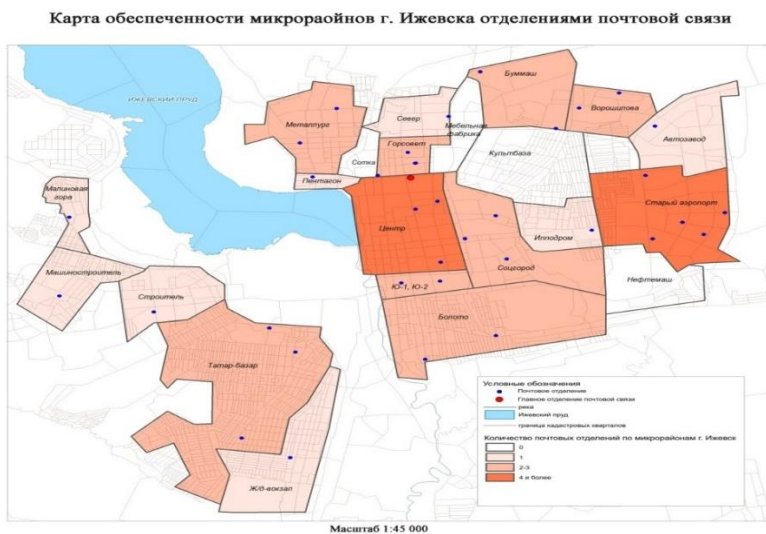 Карта обеспеченности микрораойнов г. Ижевска отделениями почтовой связи
ИЖЕВСКИЙ ПРУД
Буммаш
Ворошилова
Металлург
Север
Мебельная
фабрика
Автозавод
Горсовет
Культбаза
Сотка
Пентагон
Малиновая
гора
Старый аэропорт
Центр
Ипподром
Машиностроитель
Соцгород
Нефтемаш
Ю-1, Ю-2
Строитель
Болото
Татар-базар
Ж/д-вокзал
Условные обозначения
Почтовое отделение
Главное отделение почтовой связи
река
Ижевский пруд
граница кадастровых кварталов
Количество почтовых отделений по микрорайонам г. Ижевск
0
1
2-3
4 и более
Масштаб 1:45 000